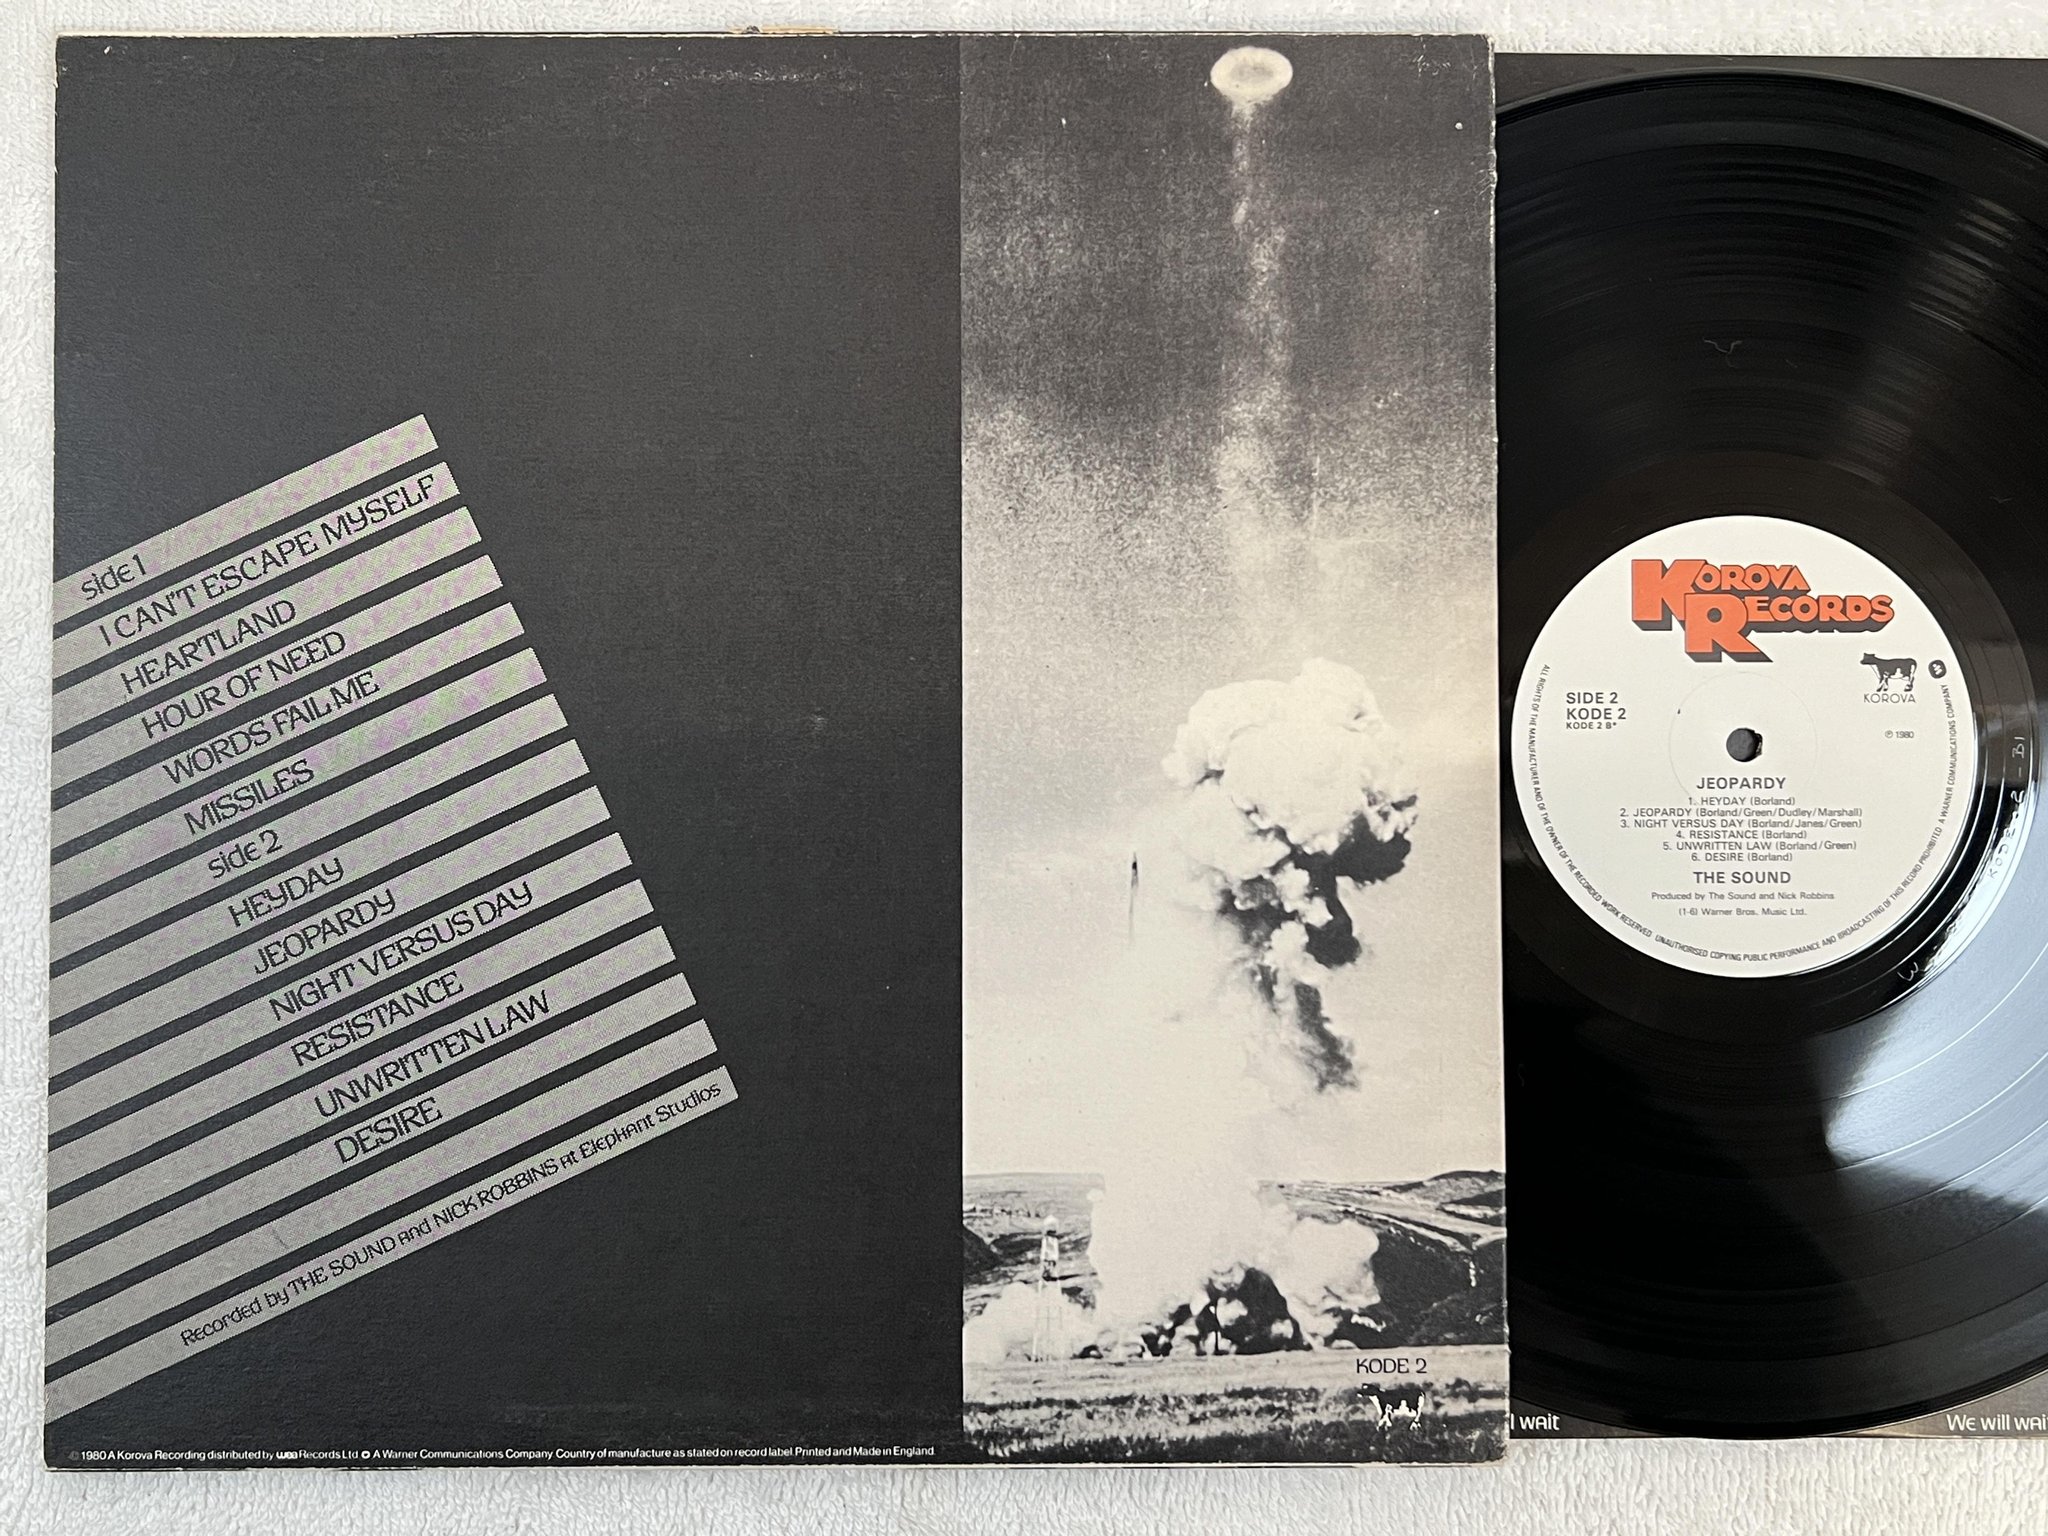 side 1
I CAN'T ESCAPE MYSELF
HEARTLAND
HOUR OF NEED
WORDS FAIL ME
MISSILES
side 2
HEYDAY
JEOPARDY
NIGHT VERSUS DAY
RESISTANCE
UNWRITTEN LAW
DESIRE
Recorded by THE SOUND and NICK ROBBINS at Elephant Studios
© 1980 A Korova Recording distributed by wea Records Ltd. A Warner Communications Company. Country of manufacture as stated on record label. Printed and Made in England.
KODE 2
KOROVA
RECORDS
KOROVA
SIDE 2
KODE 2
KODE 2 B*
℗ 1980
JEOPARDY
1. HEYDAY (Borland)
2. JEOPARDY (Borland/Green/Dudley/Marshall)
3. NIGHT VERSUS DAY (Borland/Janes/Green)
4. RESISTANCE (Borland)
5. UNWRITTEN LAW (Borland/Green)
6. DESIRE (Borland)
THE SOUND
Produced by The Sound and Nick Robbins
(1-6) Warner Bros. Music Ltd.
ALL RIGHTS OF THE MANUFACTURER AND OF THE OWNER OF THE RECORDED WORK RESERVED. UNAUTHORISED COPYING PUBLIC PERFORMANCE AND BROADCASTING OF THIS RECORD PROHIBITED. A WARNER COMMUNICATIONS COMPANY
KODE 2 - B1
wait
We will wait